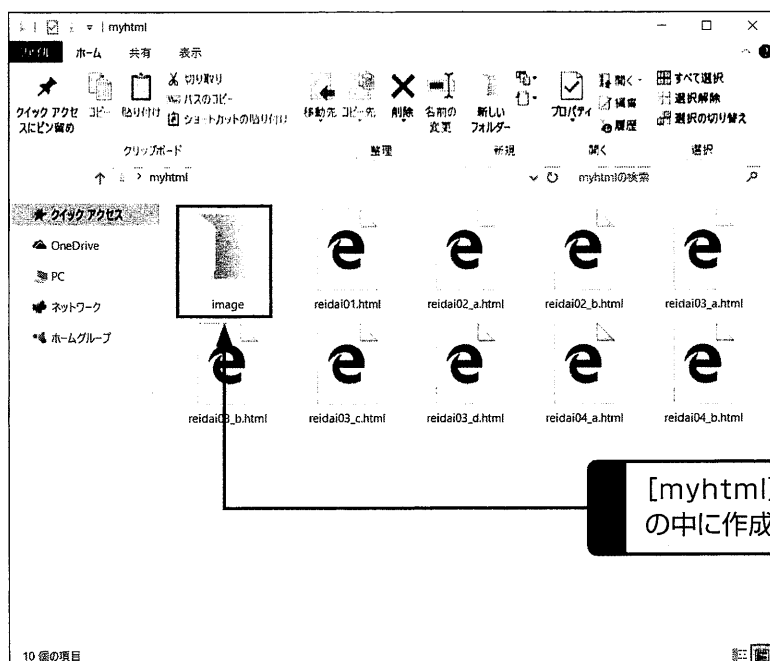 myhtml
ファイル ホーム 共有 表示
クイック アクセスにピン留め
コピー
貼り付け
切り取り
パスのコピー
ショートカットの貼り付け
移動先
コピー先
削除
名前の変更
新しいフォルダー
プロパティ
開く
編集
履歴
すべて選択
選択解除
選択の切り替え
クリップボード 整理 新規 開く 選択
myhtml
myhtmlの検索
クイック アクセス
OneDrive
PC
ネットワーク
ホームグループ
image reidai01.html reidai02_a.html reidai02_b.html reidai03_a.html
reidai03_b.html reidai03_c.html reidai03_d.html reidai04_a.html reidai04_b.html
[myhtml]
の中に作成
10 個の項目